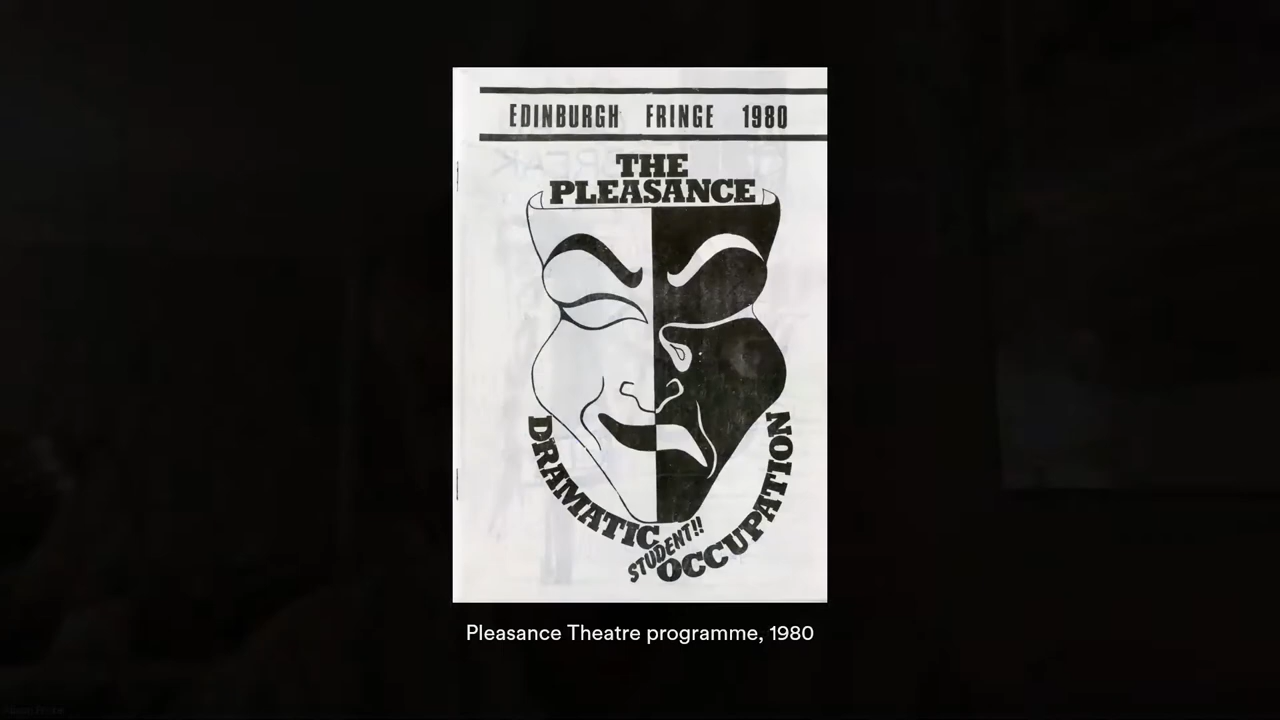 EDINBURGH FRINGE 1980
THE
PLEASANCE
DRAMATIC
STUDENT!!
OCCUPATION
Pleasance Theatre programme, 1980